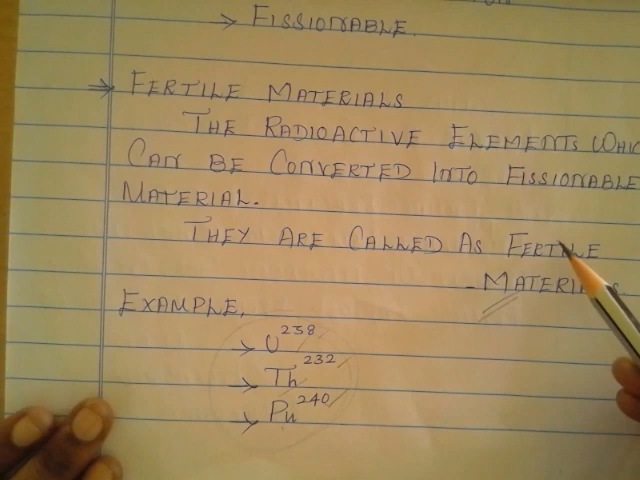 → FISSIONABLE.
⇒ FERTILE MATERIALS
THE RADIOACTIVE ELEMENTS WHIC
CAN BE CONVERTED INTO FISSIONABLE
MATERIAL.
THEY ARE CALLED AS FERTILE
- MATERIALS
EXAMPLE,
→ U²³⁸
→ Th²³²
→ Pu²⁴⁰